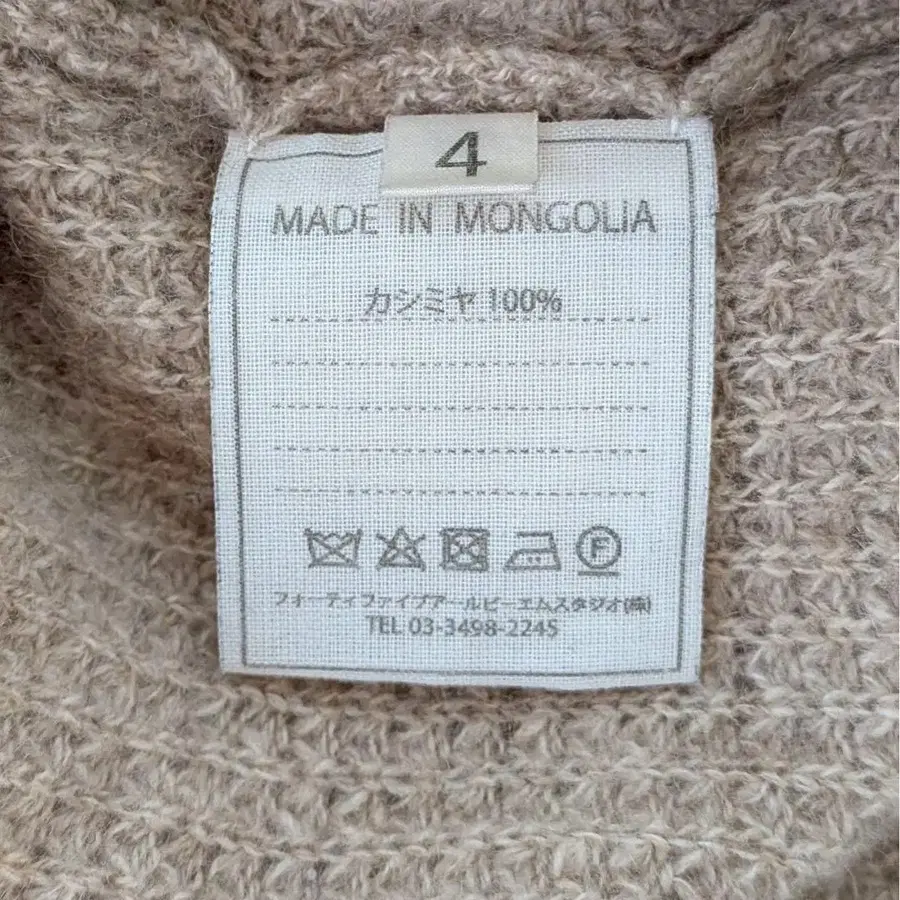 4
MADE IN MONGOLIA
カシミヤ 100%
F
フォーティファイブアールピーエムスタジオ(株)
TEL 03-3498-2245